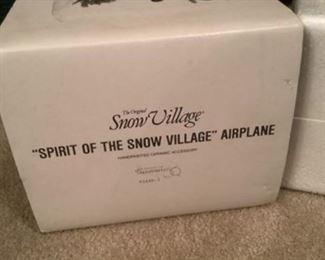 The Original
Snow Village
"SPIRIT OF THE SNOW VILLAGE" AIRPLANE
HANDPAINTED CERAMIC ACCESSORY